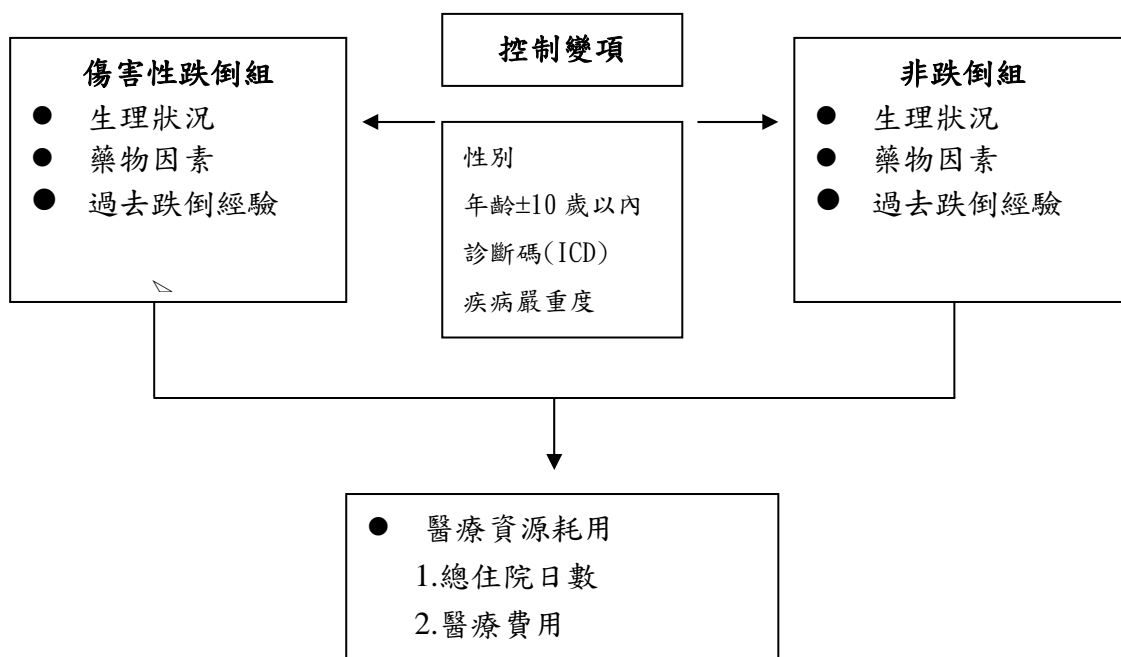 控制變項
傷害性跌倒組
● 生理狀況
● 藥物因素
● 過去跌倒經驗
性別
年齡±10 歲以內
診斷碼(ICD)
疾病嚴重度
非跌倒組
● 生理狀況
● 藥物因素
● 過去跌倒經驗
● 醫療資源耗用
1.總住院日數
2.醫療費用